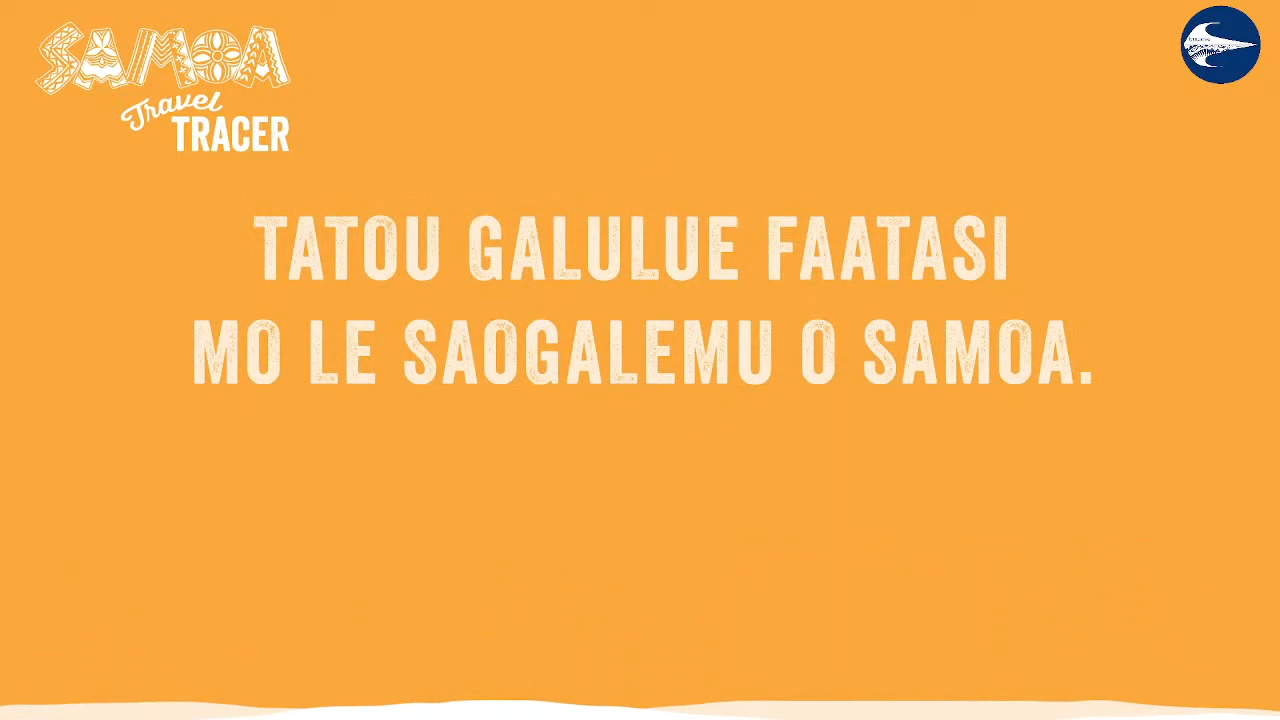 SAMOA
Travel
TRACER
TATOU GALULUE FAATASI
MO LE SAOGALEMU O SAMOA.